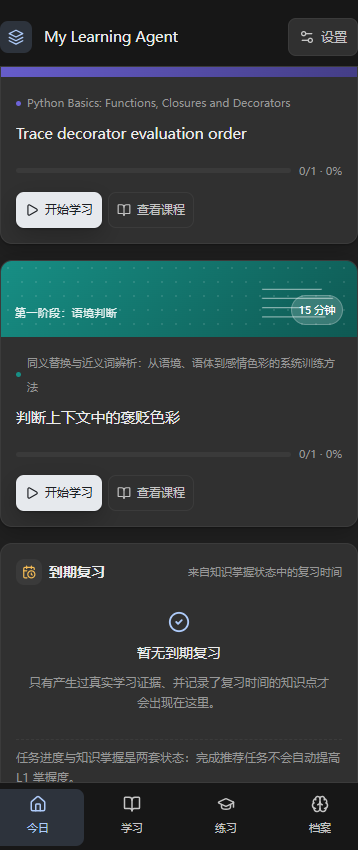 My Learning Agent
设置
Python Basics: Functions, Closures and Decorators
Trace decorator evaluation order
0/1 · 0%
开始学习
查看课程
第一阶段：语境判断
15 分钟
同义替换与近义词辨析：从语境、语体到感情色彩的系统训练方
法
判断上下文中的褒贬色彩
0/1 · 0%
开始学习
查看课程
到期复习
来自知识掌握状态中的复习时间
暂无到期复习
只有产生过真实学习证据、并记录了复习时间的知识点才
会出现在这里。
任务进度与知识掌握是两套状态：完成推荐任务不会自动提高
L1 掌握度。
今日
学习
练习
档案